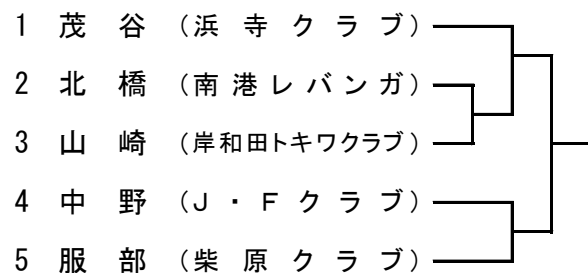 1 茂 谷 (浜 寺 ク ラ ブ)
2 北 橋 (南 港 レ バ ン ガ)
3 山 崎 (岸和田トキワクラブ)
4 中 野 (J ・ F ク ラ ブ)
5 服 部 (柴 原 ク ラ ブ)